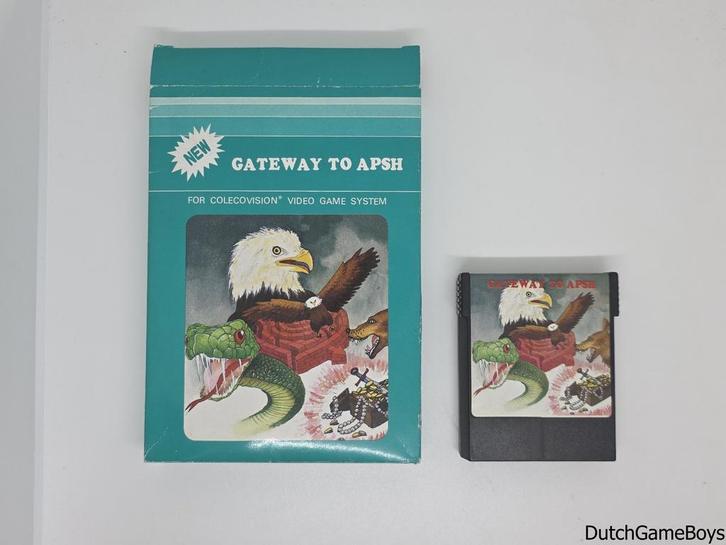 NEW
GATEWAY TO APSH
FOR COLECOVISION® VIDEO GAME SYSTEM
GATEWAY TO APSH
DutchGameBoys